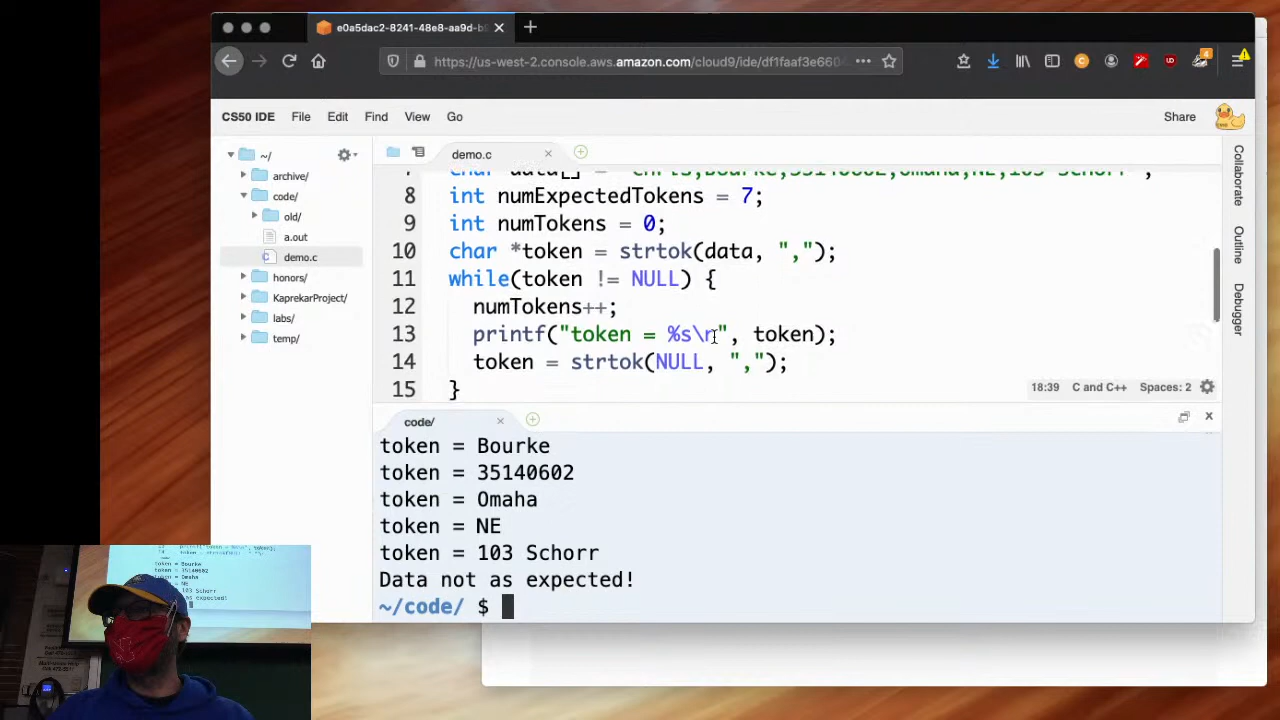 e0a5dac2-8241-48e8-aa9d-b
https://us-west-2.console.aws.amazon.com/cloud9/ide/df1faaf3e6604
4
CS50 IDE File Edit Find View Go Share
~/
archive/
code/
old/
a.out
demo.c
honors/
KaprekarProject/
labs/
temp/
demo.c
8 int numExpectedTokens = 7;
9 int numTokens = 0;
10 char *token = strtok(data, ",");
11 while(token != NULL) {
12 numTokens++;
13 printf("token = %s\n", token);
14 token = strtok(NULL, ",");
15 }
18:39 C and C++ Spaces: 2
Collaborate
Outline
Debugger
code/
token = Bourke
token = 35140602
token = Omaha
token = NE
token = 103 Schorr
Data not as expected!
~/code/ $